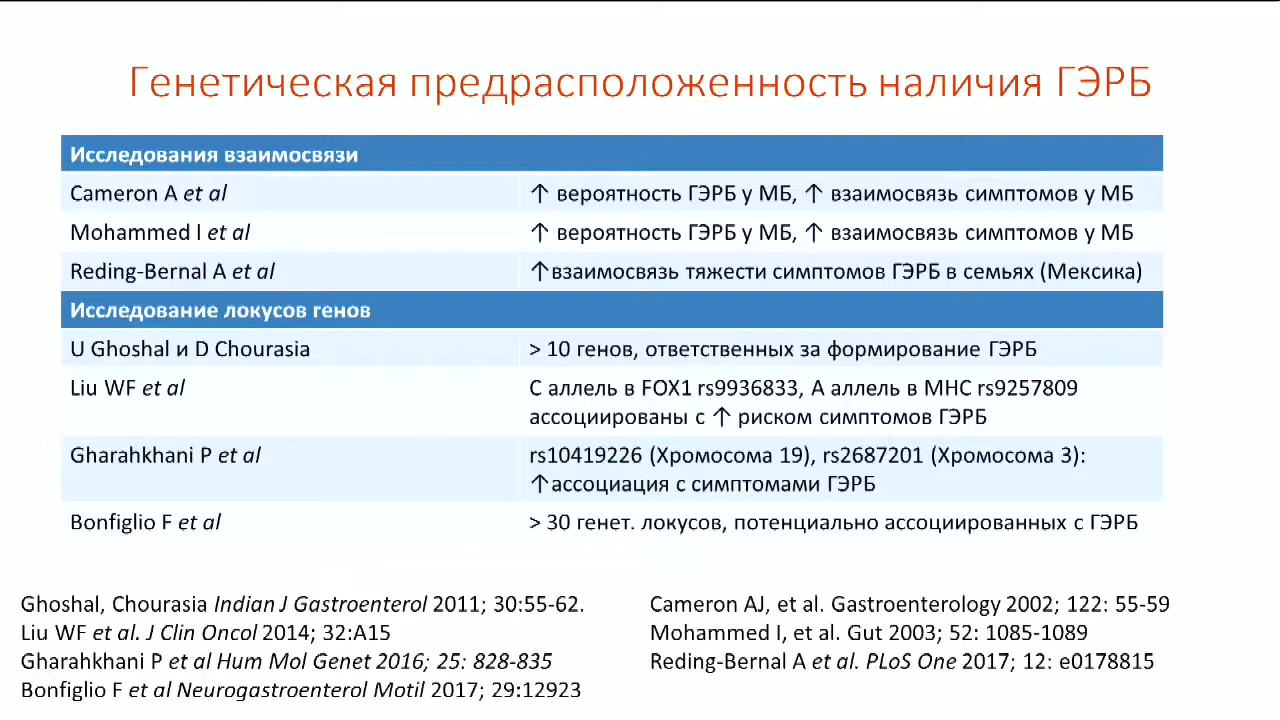 Генетическая предрасположенность наличия ГЭРБ
Исследования взаимосвязи
Cameron A et al
↑ вероятность ГЭРБ у МБ, ↑ взаимосвязь симптомов у МБ
Mohammed I et al
↑ вероятность ГЭРБ у МБ, ↑ взаимосвязь симптомов у МБ
Reding-Bernal A et al
↑взаимосвязь тяжести симптомов ГЭРБ в семьях (Мексика)
Исследование локусов генов
U Ghoshal и D Chourasia
> 10 генов, ответственных за формирование ГЭРБ
Liu WF et al
С аллель в FOX1 rs9936833, А аллель в МНС rs9257809
ассоциированы с ↑ риском симптомов ГЭРБ
Gharahkhani P et al
rs10419226 (Хромосома 19), rs2687201 (Хромосома 3):
↑ассоциация с симптомами ГЭРБ
Bonfiglio F et al
> 30 генет. локусов, потенциально ассоциированных с ГЭРБ
Ghoshal, Chourasia Indian J Gastroenterol 2011; 30:55-62.
Liu WF et al. J Clin Oncol 2014; 32:A15
Gharahkhani P et al Hum Mol Genet 2016; 25: 828-835
Bonfiglio F et al Neurogastroenterol Motil 2017; 29:12923
Cameron AJ, et al. Gastroenterology 2002; 122: 55-59
Mohammed I, et al. Gut 2003; 52: 1085-1089
Reding-Bernal A et al. PLoS One 2017; 12: e0178815